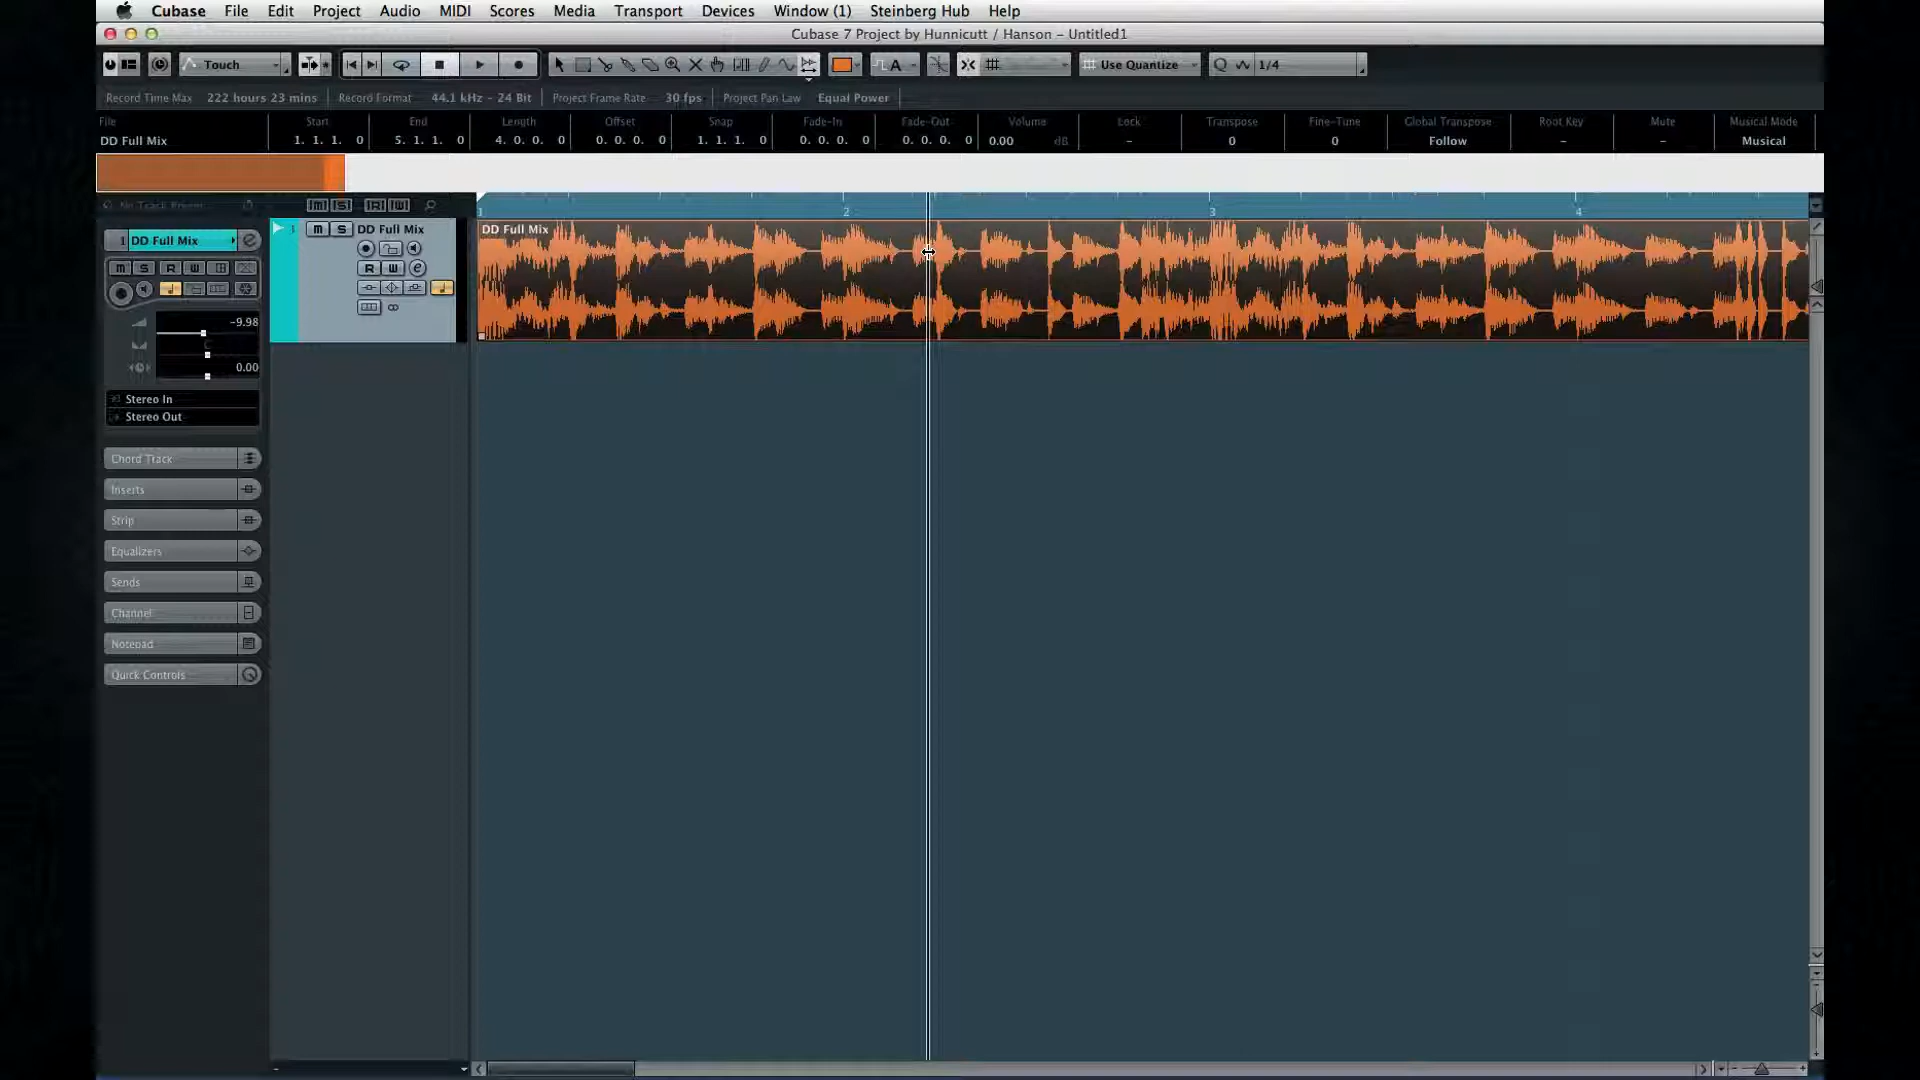 Cubase File Edit Project Audio MIDI Scores Media Transport Devices Window (1) Steinberg Hub Help
Cubase 7 Project by Hunnicutt / Hanson – Untitled1
Touch A Use Quantize Q 1/4
Record Time Max 222 hours 23 mins Record Format 44.1 kHz – 24 Bit Project Frame Rate 30 fps Project Pan Law Equal Power
File Start End Length Offset Snap Fade-In Fade-Out Volume Lock Transpose Fine-Tune Global Transpose Root Key Mute Musical Mode
DD Full Mix 1. 1. 1. 0 5. 1. 1. 0 4. 0. 0. 0 0. 0. 0. 0 1. 1. 1. 0 0. 0. 0. 0 0. 0. 0. 0 0.00 dB – 0 0 Follow – – Musical
M S R W
1 2 3 4
1 DD Full Mix
1 M S DD Full Mix
DD Full Mix
M S R W
R W e
-9.98
C
0.00
Stereo In
Stereo Out
Chord Track
Inserts
Strip
Equalizers
Sends
Channel
Notepad
Quick Controls